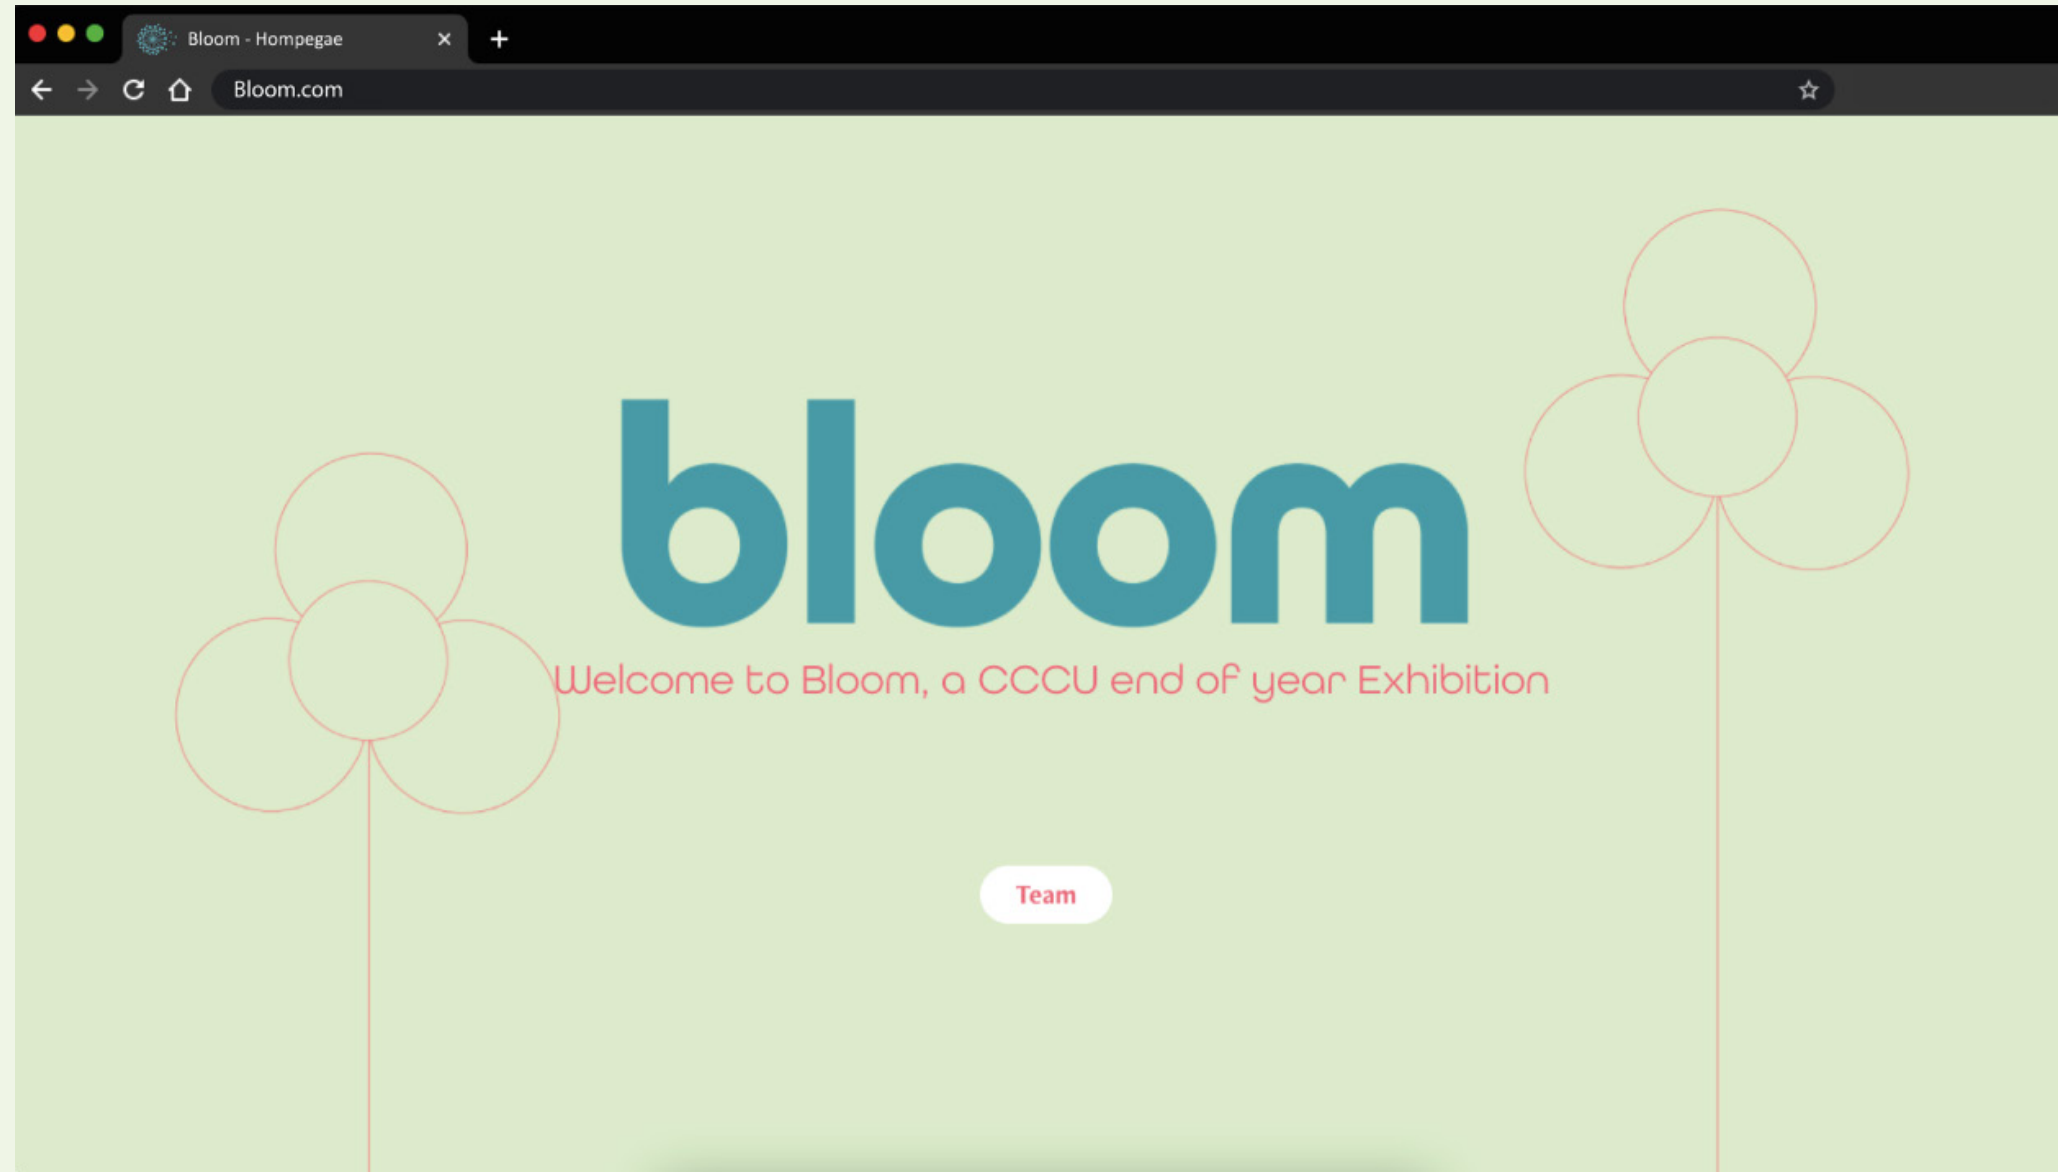 Bloom - Hompegae
Bloom.com
bloom
Welcome to Bloom, a CCCU end of year Exhibition
Team